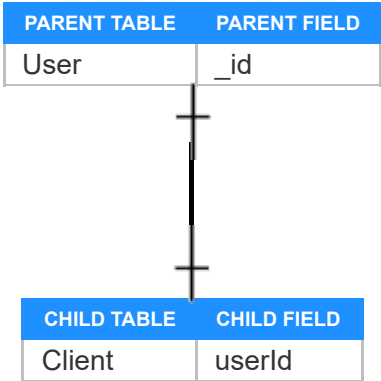 PARENT TABLE PARENT FIELD
User _id
CHILD TABLE CHILD FIELD
Client userId